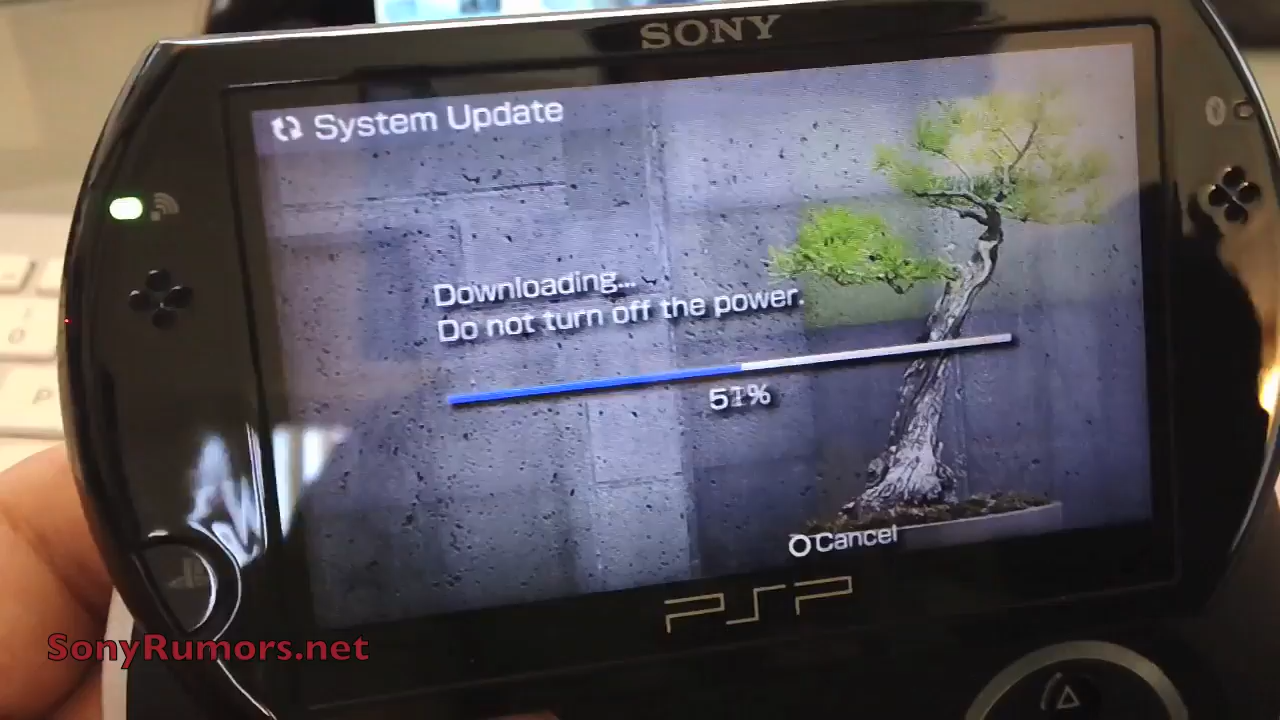 SONY
System Update
Downloading...
Do not turn off the power.
51%
Cancel
PSP
SonyRumors.net
P